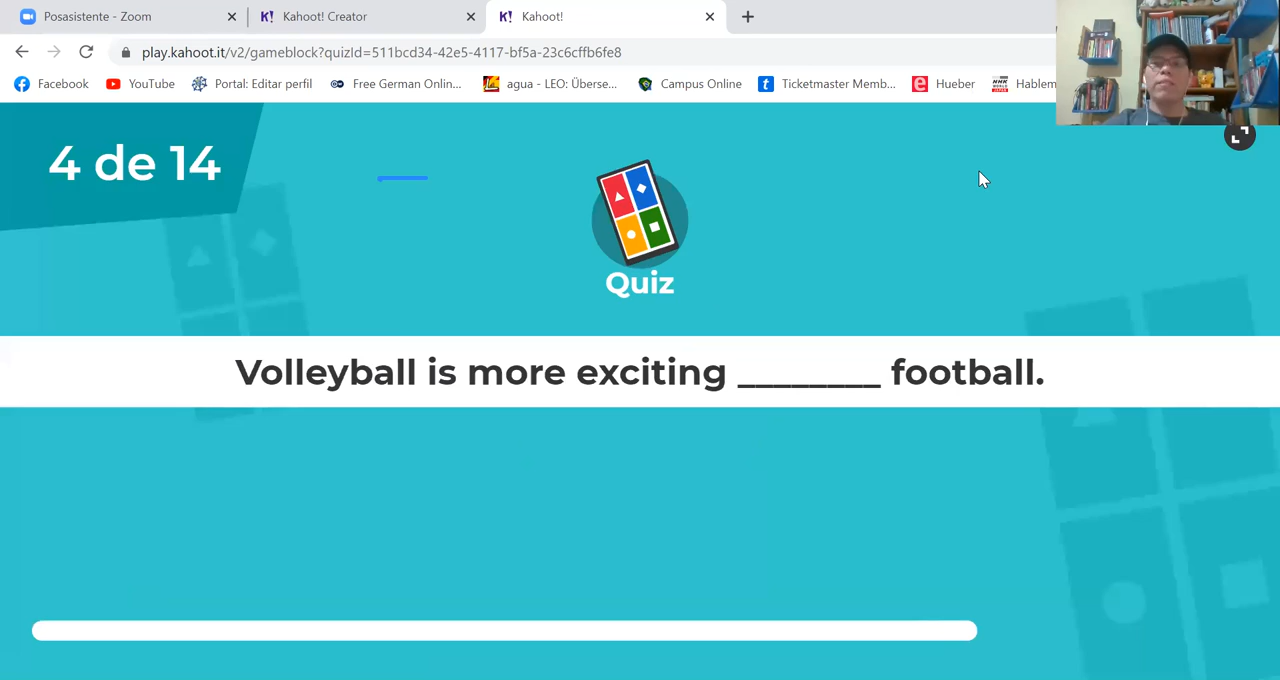 Posasistente - Zoom
Kahoot! Creator
Kahoot!
play.kahoot.it/v2/gameblock?quizId=511bcd34-42e5-4117-bf5a-23c6cffb6fe8
Facebook
YouTube
Portal: Editar perfil
Free German Onlin...
agua - LEO: Überse...
Campus Online
Ticketmaster Memb...
Hueber
Hablem
4 de 14
Quiz
Volleyball is more exciting ________ football.